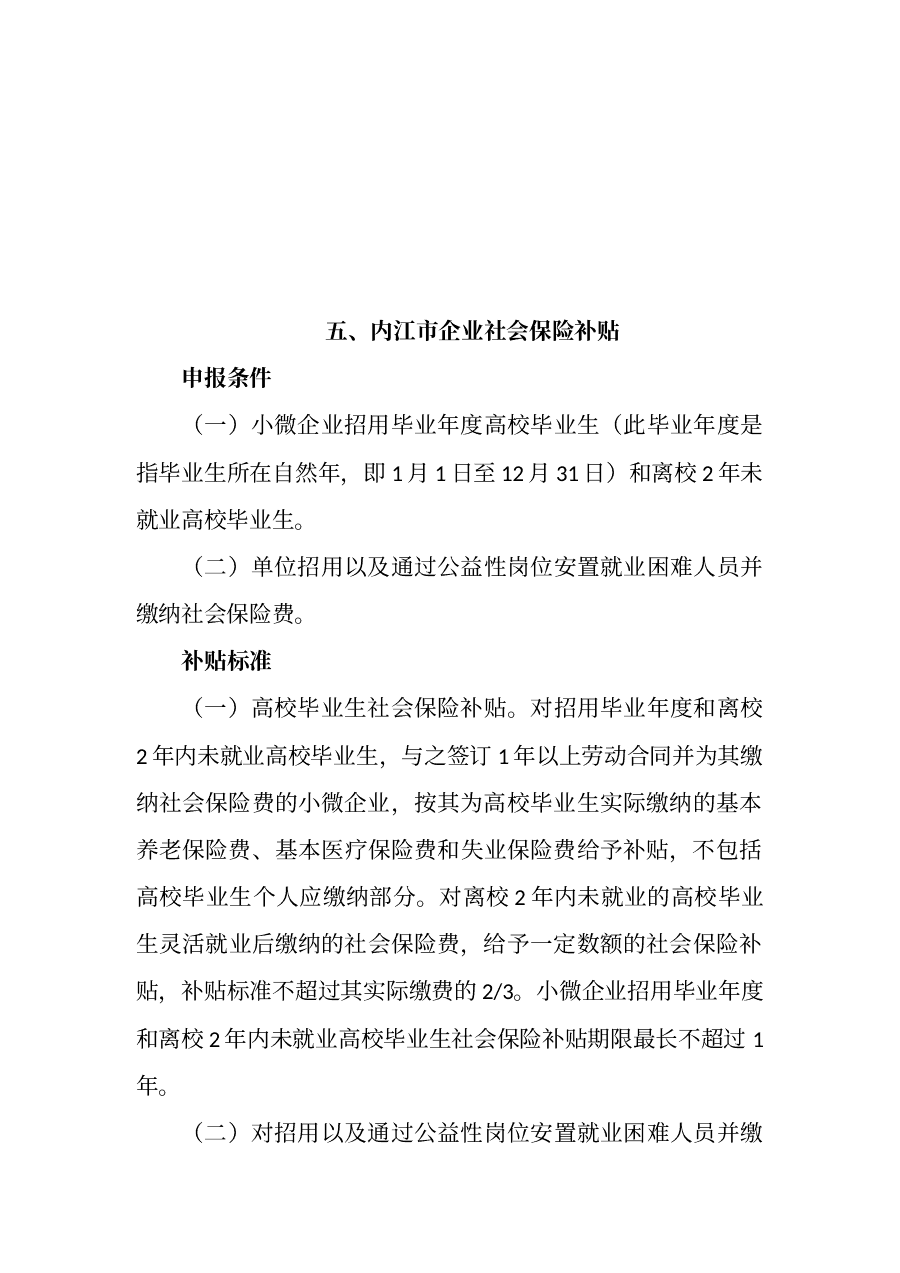 五、内江市企业社会保险补贴
申报条件
（一）小微企业招用毕业年度高校毕业生（此毕业年度是
指毕业生所在自然年，即 1 月 1 日至 12 月 31 日）和离校 2 年未
就业高校毕业生。
（二）单位招用以及通过公益性岗位安置就业困难人员并
缴纳社会保险费。
补贴标准
（一）高校毕业生社会保险补贴。对招用毕业年度和离校
2 年内未就业高校毕业生，与之签订 1 年以上劳动合同并为其缴
纳社会保险费的小微企业，按其为高校毕业生实际缴纳的基本
养老保险费、基本医疗保险费和失业保险费给予补贴，不包括
高校毕业生个人应缴纳部分。对离校 2 年内未就业的高校毕业
生灵活就业后缴纳的社会保险费，给予一定数额的社会保险补
贴，补贴标准不超过其实际缴费的 2/3。小微企业招用毕业年度
和离校 2 年内未就业高校毕业生社会保险补贴期限最长不超过 1
年。
（二）对招用以及通过公益性岗位安置就业困难人员并缴